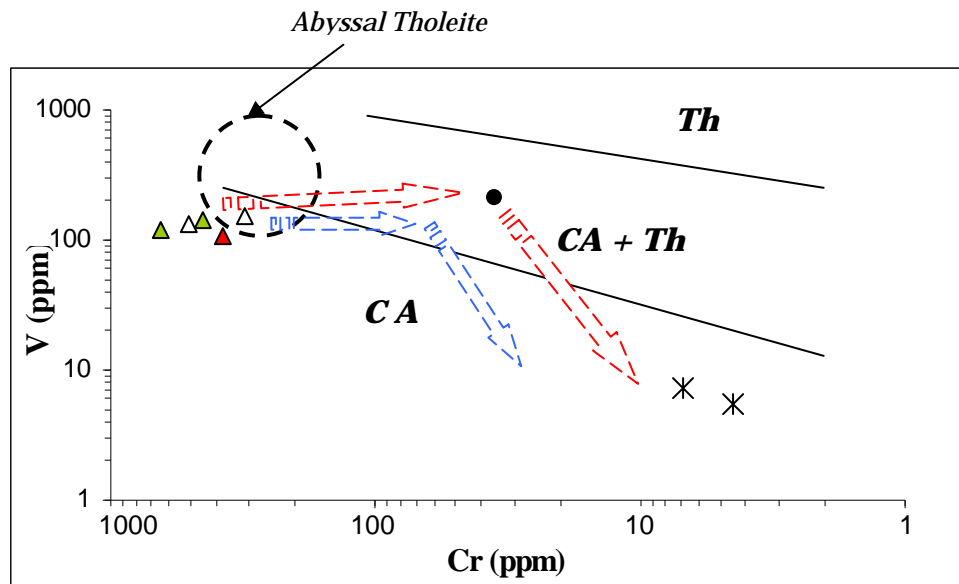 Abyssal Tholeite
1000
Th
100
CA + Th
V (ppm)
C A
10
1
1000 100 10 1
Cr (ppm)